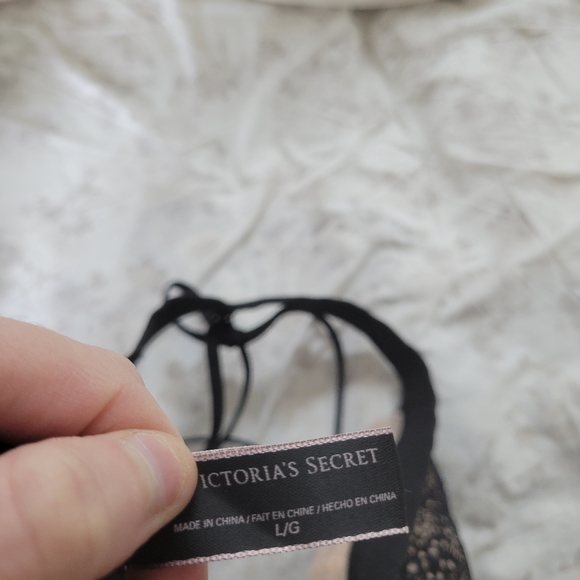 VICTORIA'S SECRET
MADE IN CHINA / FAIT EN CHINE / HECHO EN CHINA
L/G